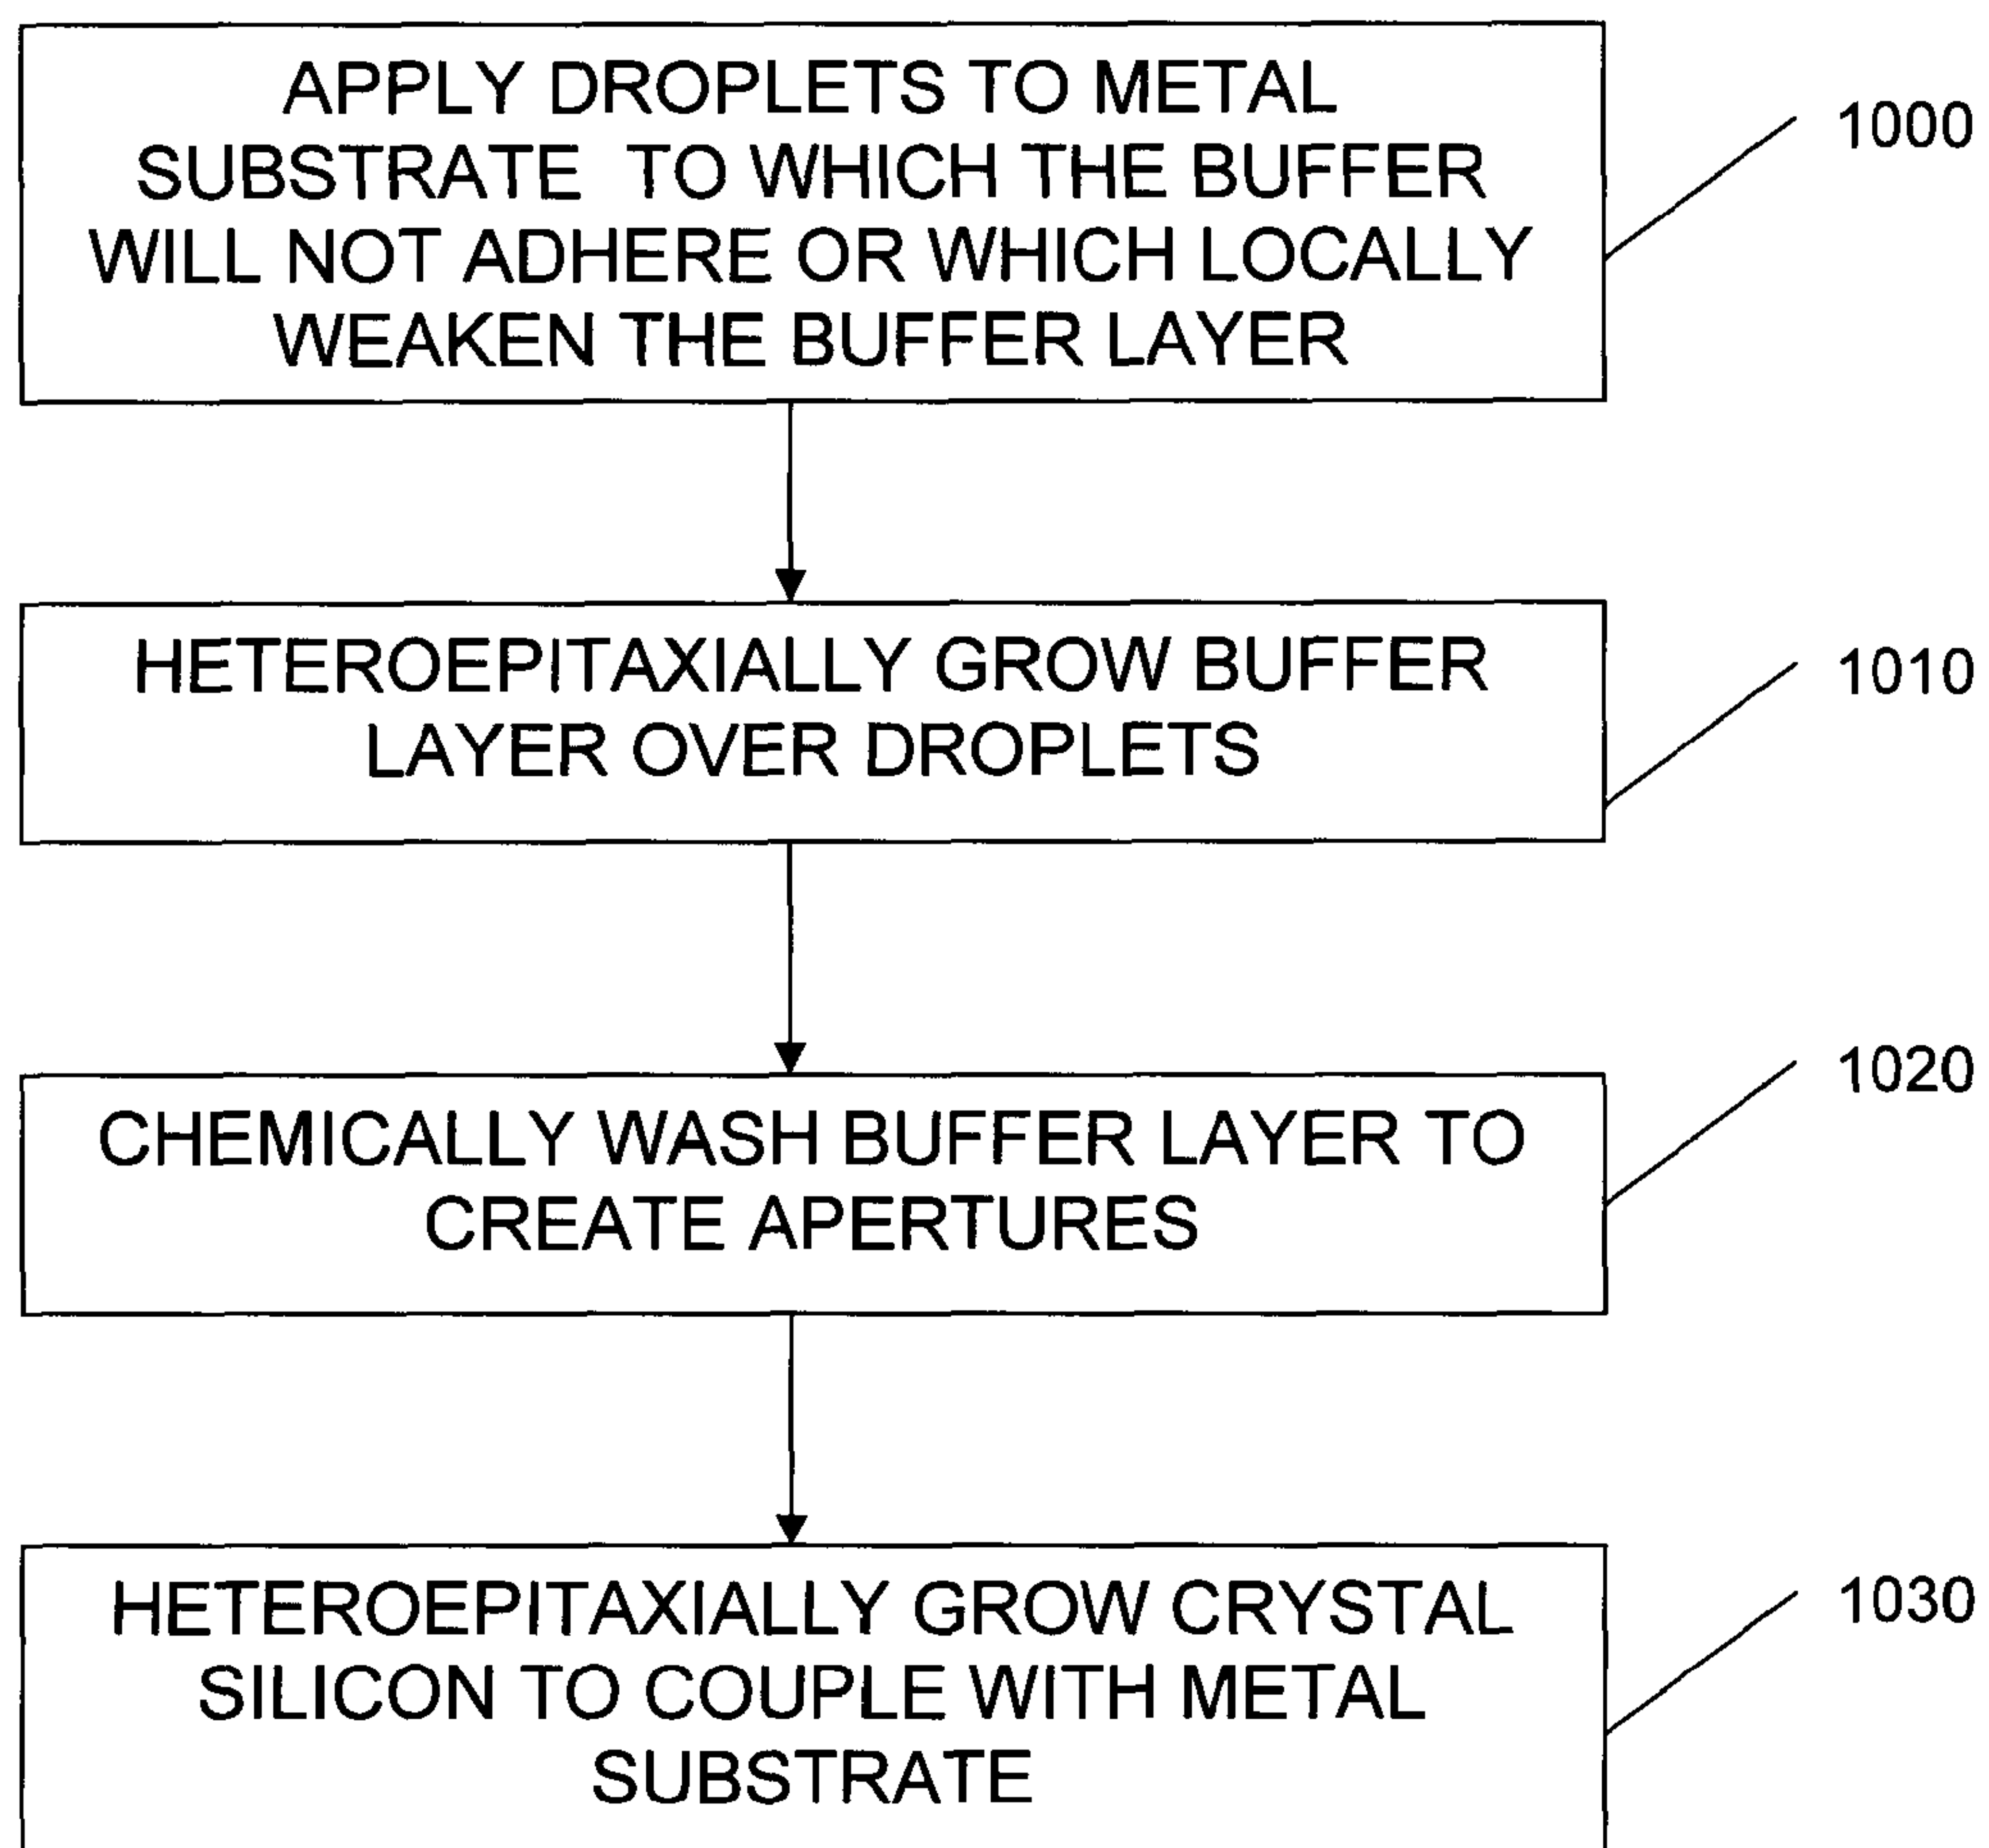 APPLY DROPLETS TO METAL
SUBSTRATE TO WHICH THE BUFFER
WILL NOT ADHERE OR WHICH LOCALLY
WEAKEN THE BUFFER LAYER
1000
HETEROEPITAXIALLY GROW BUFFER
LAYER OVER DROPLETS
1010
CHEMICALLY WASH BUFFER LAYER TO
CREATE APERTURES
1020
HETEROEPITAXIALLY GROW CRYSTAL
SILICON TO COUPLE WITH METAL
SUBSTRATE
1030